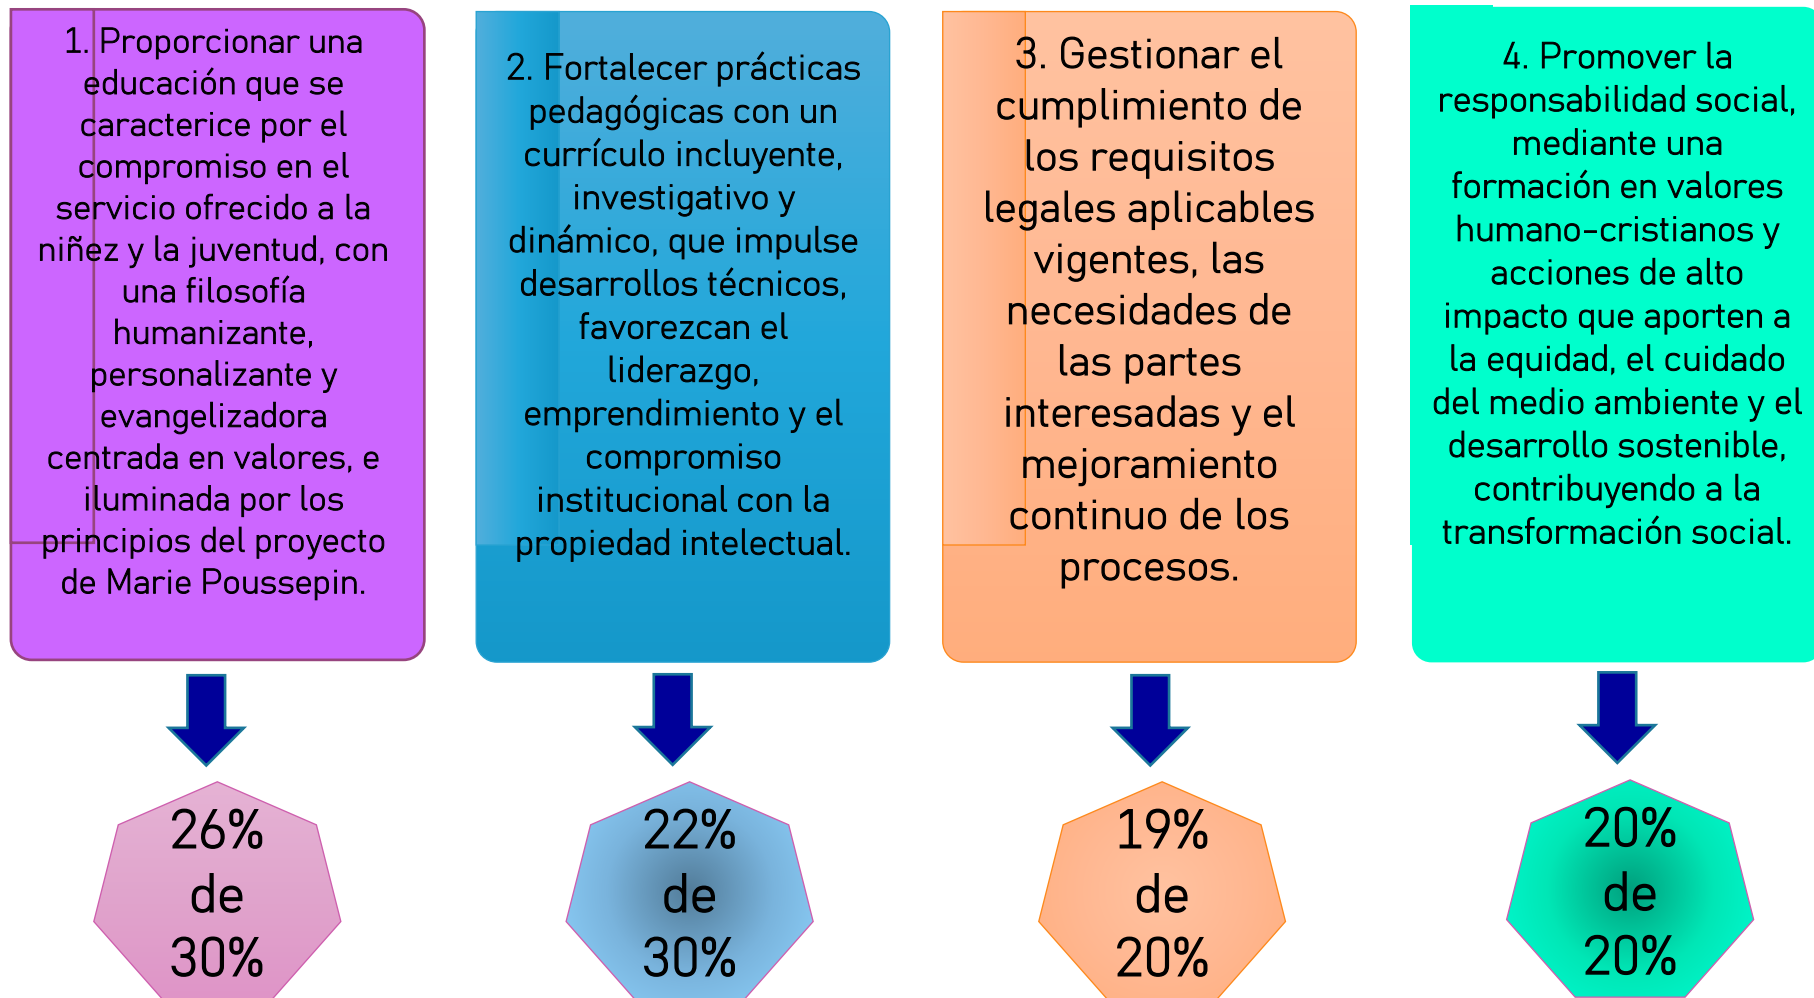 1. Proporcionar una
educación que se
caracterice por el
compromiso en el
servicio ofrecido a la
niñez y la juventud, con
una filosofía
humanizante,
personalizante y
evangelizadora
centrada en valores, e
iluminada por los
principios del proyecto
de Marie Poussepin.
2. Fortalecer prácticas
pedagógicas con un
currículo incluyente,
investigativo y
dinámico, que impulse
desarrollos técnicos,
favorezcan el
liderazgo,
emprendimiento y el
compromiso
institucional con la
propiedad intelectual.
3. Gestionar el
cumplimiento de
los requisitos
legales aplicables
vigentes, las
necesidades de
las partes
interesadas y el
mejoramiento
continuo de los
procesos.
4. Promover la
responsabilidad social,
mediante una
formación en valores
humano-cristianos y
acciones de alto
impacto que aporten a
la equidad, el cuidado
del medio ambiente y el
desarrollo sostenible,
contribuyendo a la
transformación social.
26%
de
30%
22%
de
30%
19%
de
20%
20%
de
20%